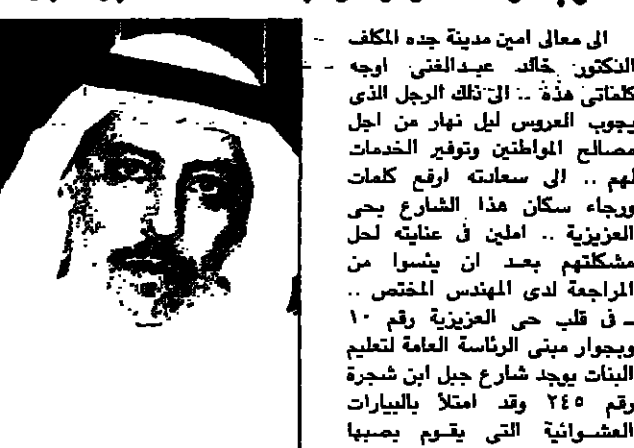 الى معالى امين مدينة جده المكلف
الدكتور خالد عبدالغنى اوجه
كلماتى هذه .. الى ذلك الرجل الذى
يجوب العروس ليل نهار من اجل
مصالح المواطنين وتوفير الخدمات
لهم .. الى سعادته ارفع كلمات
ورجاء سكان هذا الشارع بحى
العزيزية .. املين فى عنايته لحل
مشكلتهم بعد ان يئسوا من
المراجعة لدى المهندس المختص ..
ـ فى قلب حى العزيزية رقم ١٠
وبجوار مبنى الرئاسة العامة لتعليم
البنات يوجد شارع جبل ابن شجرة
رقم ٢٤٥ وقد امتلأ بالبيارات
العشوائية التى يقوم بصبها